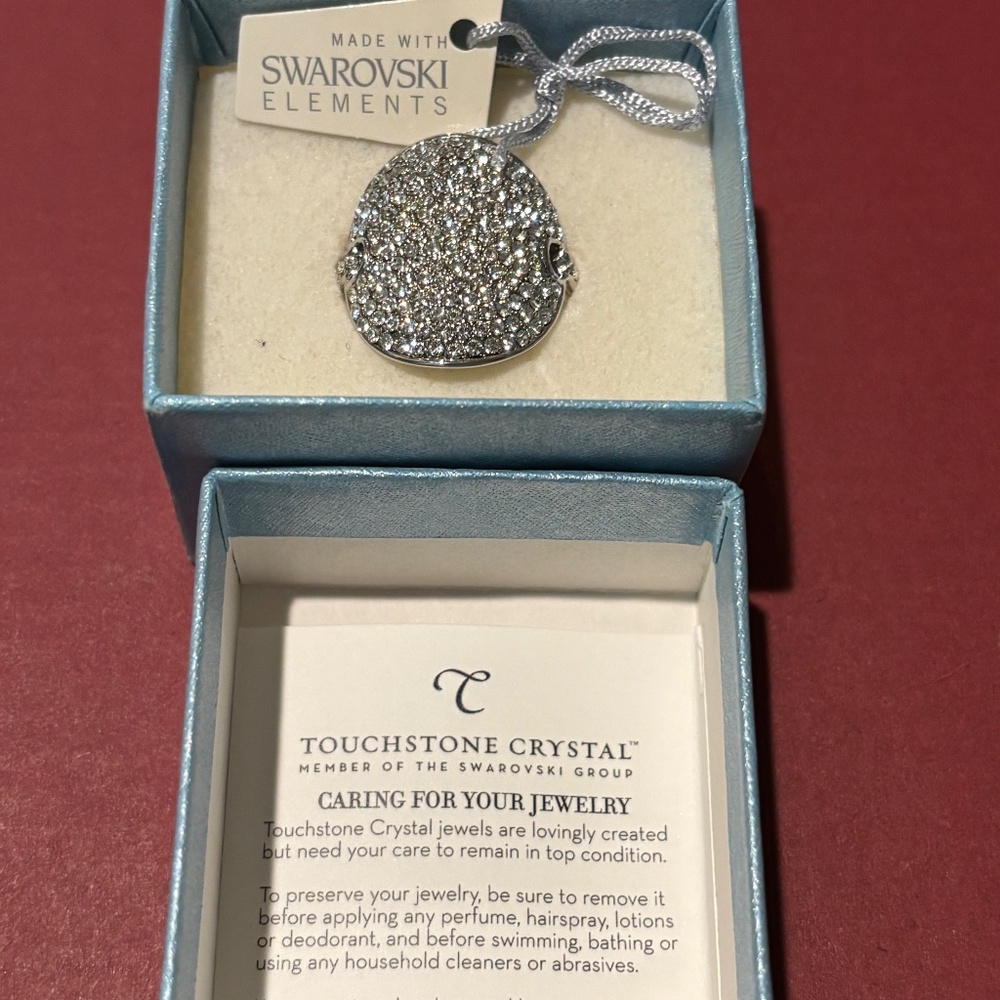 MADE WITH
SWAROVSKI
ELEMENTS
TC
TOUCHSTONE CRYSTAL™
MEMBER OF THE SWAROVSKI GROUP
CARING FOR YOUR JEWELRY
Touchstone Crystal jewels are lovingly created
but need your care to remain in top condition.
To preserve your jewelry, be sure to remove it
before applying any perfume, hairspray, lotions
or deodorant, and before swimming, bathing or
using any household cleaners or abrasives.